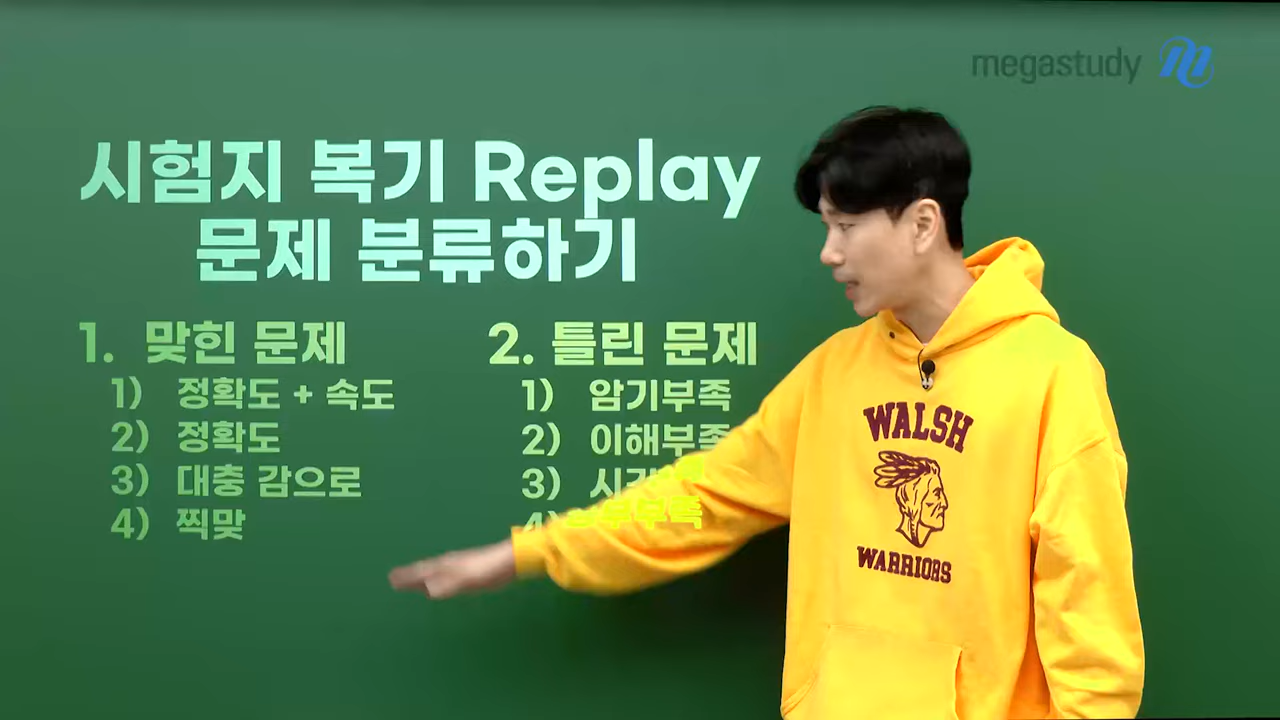 megastudy
시험지 복기 Replay
문제 분류하기
1. 맞힌 문제
1) 정확도 + 속도
2) 정확도
3) 대충 감으로
4) 찍맞
2. 틀린 문제
1) 암기부족
2) 이해부족
3)
4)
WALSH
WARRIORS